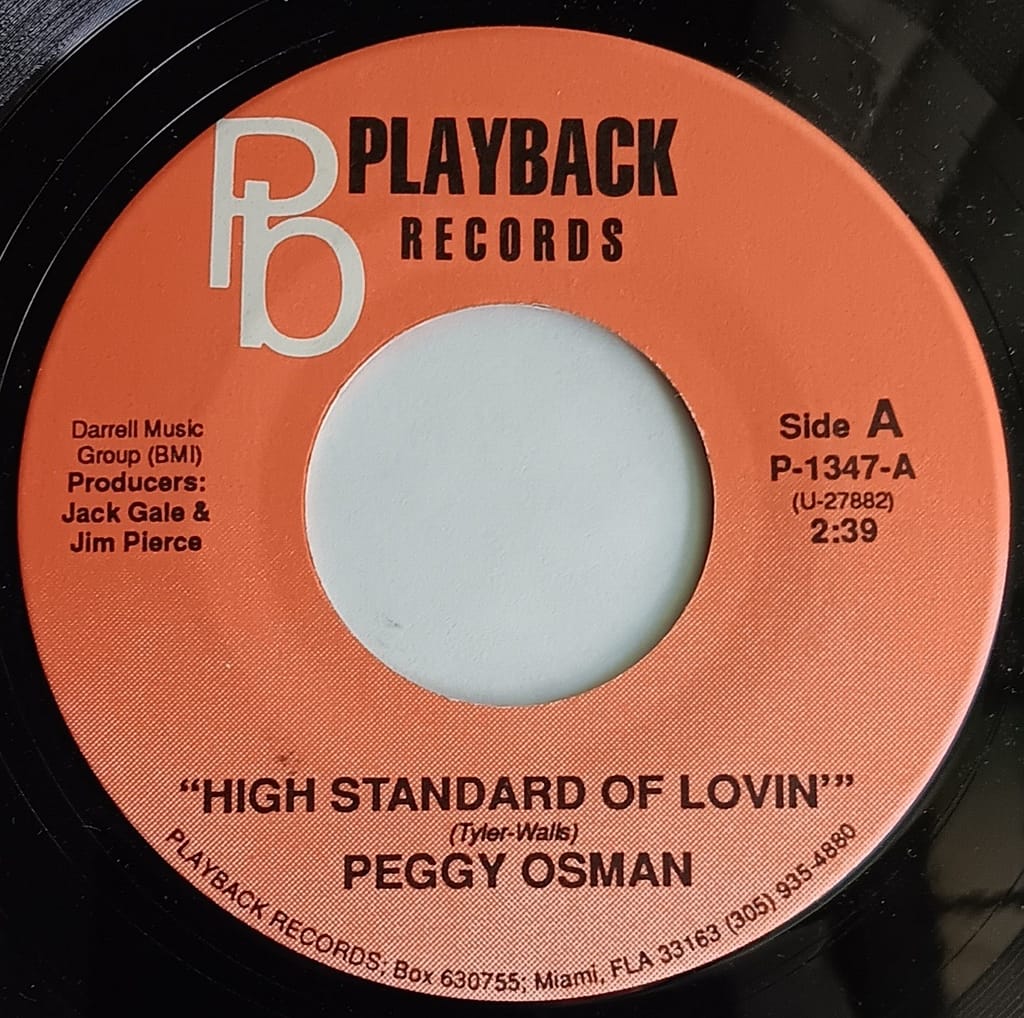 Pb
PLAYBACK
RECORDS
Darrell Music
Group (BMI)
Producers:
Jack Gale &
Jim Pierce
Side A
P-1347-A
(U-27882)
2:39
"HIGH STANDARD OF LOVIN'"
(Tyler-Walls)
PEGGY OSMAN
PLAYBACK RECORDS; Box 630755; Miami, FLA 33163 (305) 935-4880